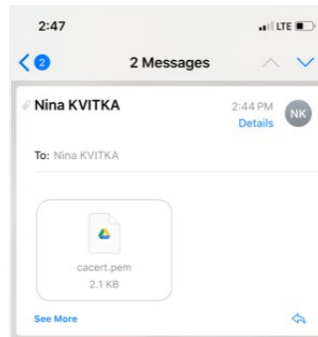 2:47 LTE
2 2 Messages
Nina KVITKA 2:44 PM
Details
NK
To: Nina KVITKA
cacert.pem
2.1 KB
See More